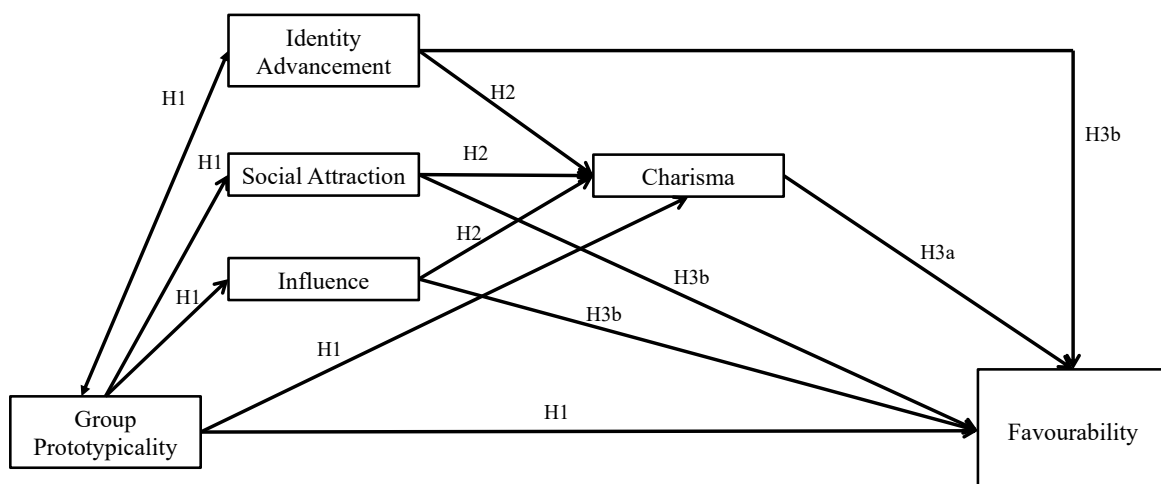 Identity
Advancement
H1
H2
H3b
H1
Social Attraction
H2
Charisma
H2
H3a
Influence
H1
H3b
H3b
H1
Group
Prototypicality
H1
Favourability